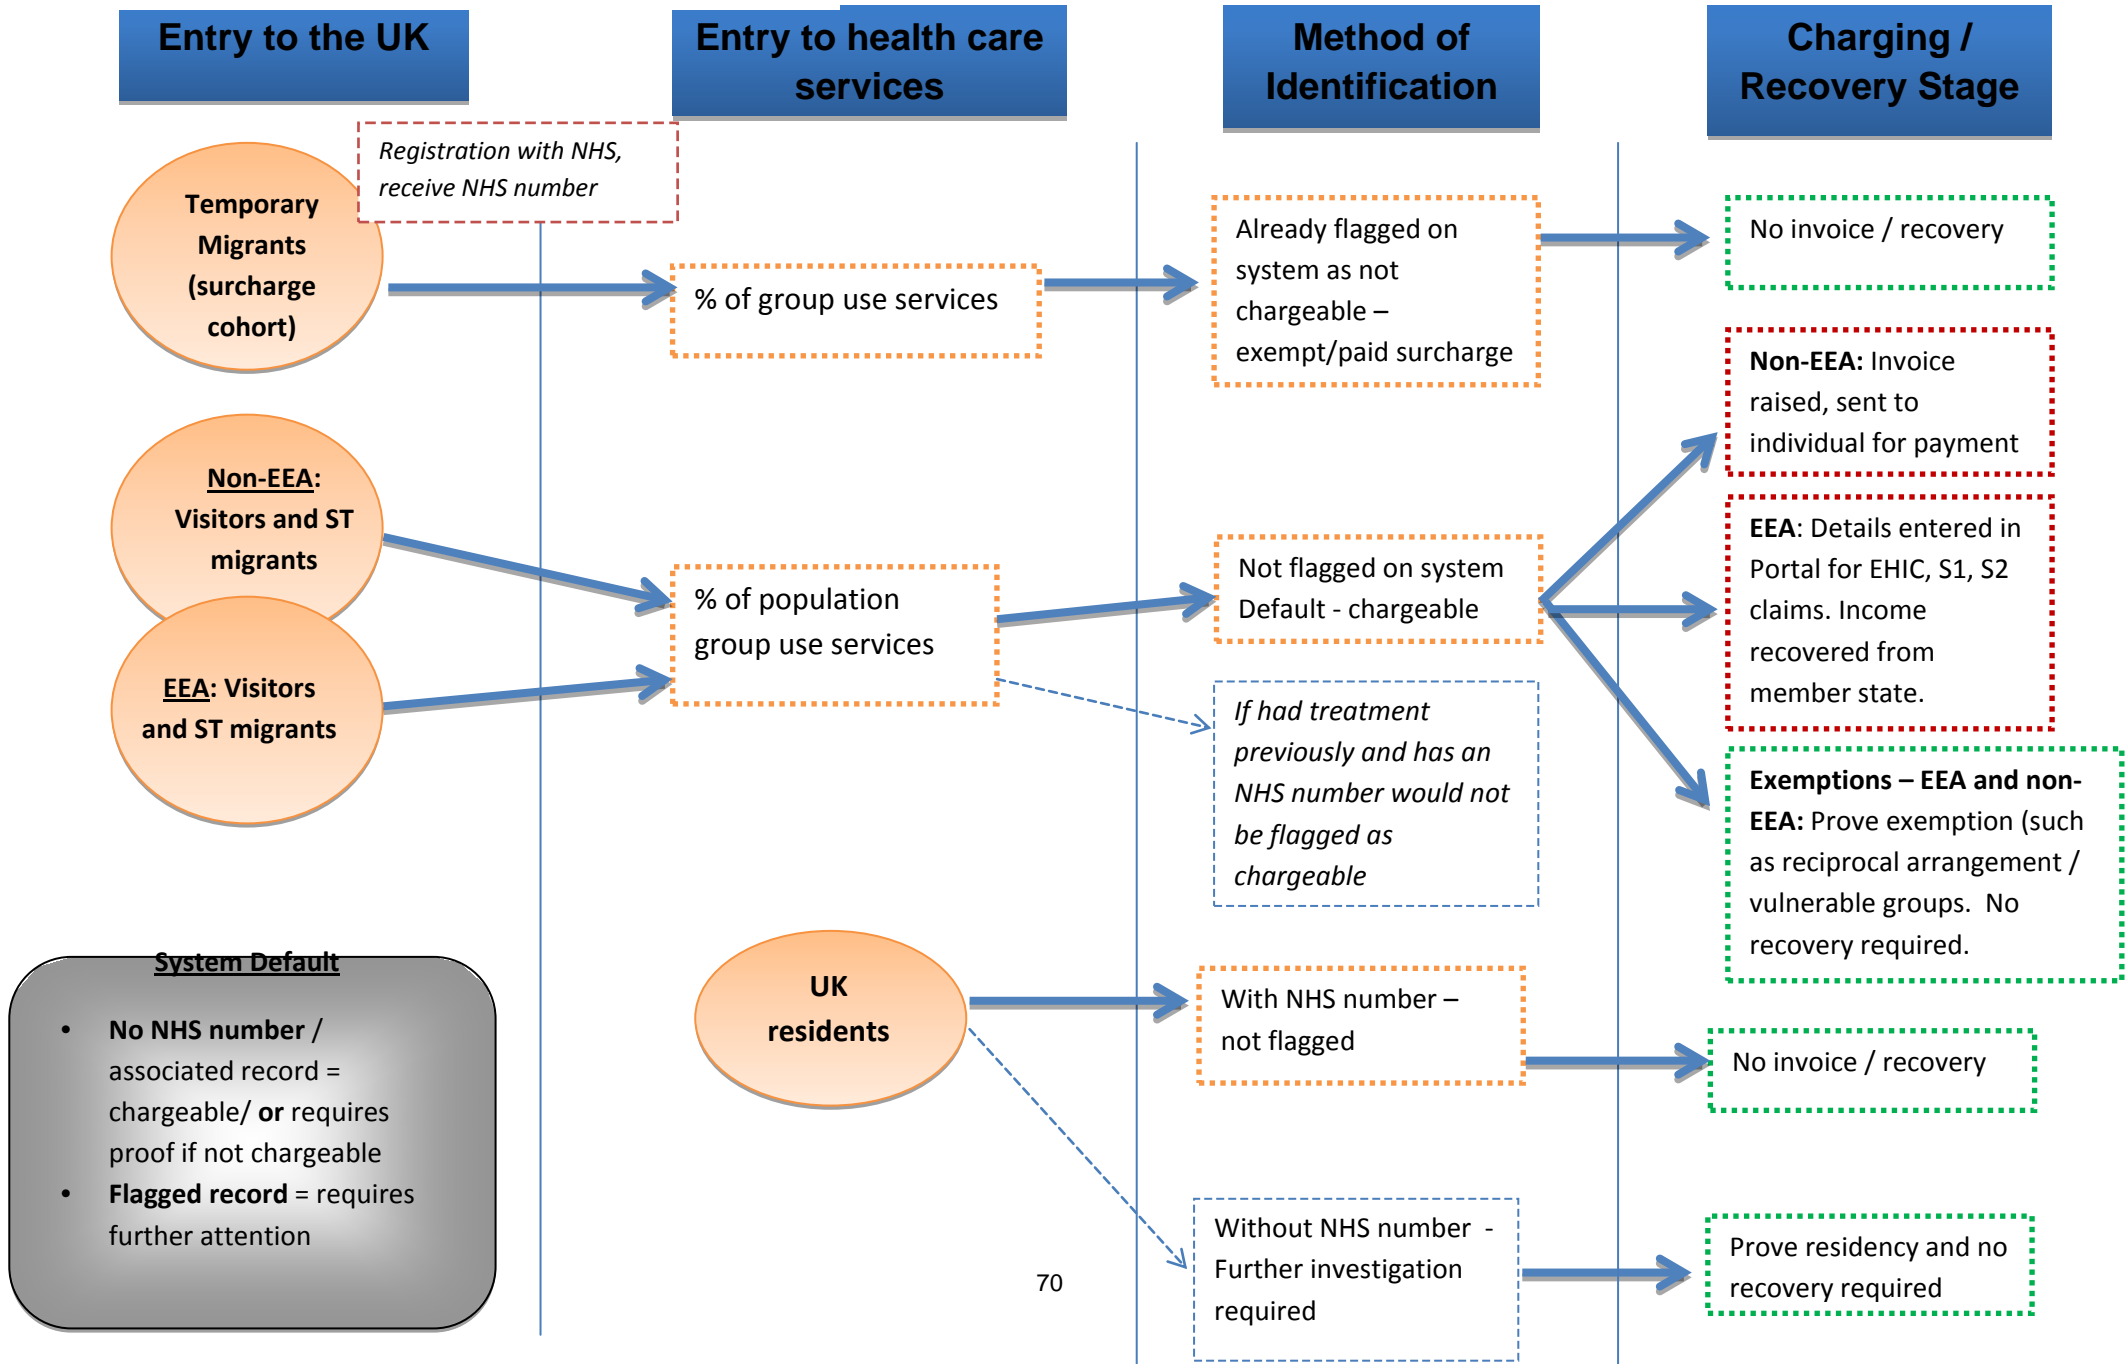 Entry to the UK
Entry to health care
services
Method of
Identification
Charging /
Recovery Stage
Registration with NHS,
receive NHS number
Temporary
Migrants
(surcharge
cohort)
% of group use services
Already flagged on
system as not
chargeable –
exempt/paid surcharge
No invoice / recovery
Non-EEA:
Visitors and ST
migrants
EEA: Visitors
and ST migrants
% of population
group use services
Not flagged on system
Default - chargeable
If had treatment
previously and has an
NHS number would not
be flagged as
chargeable
Non-EEA: Invoice
raised, sent to
individual for payment
EEA: Details entered in
Portal for EHIC, S1, S2
claims. Income
recovered from
member state.
Exemptions – EEA and non-
EEA: Prove exemption (such
as reciprocal arrangement /
vulnerable groups.  No
recovery required.
System Default
• No NHS number /
associated record =
chargeable/ or requires
proof if not chargeable
• Flagged record = requires
further attention
UK
residents
With NHS number –
not flagged
No invoice / recovery
Without NHS number  -
Further investigation
required
Prove residency and no
recovery required
70